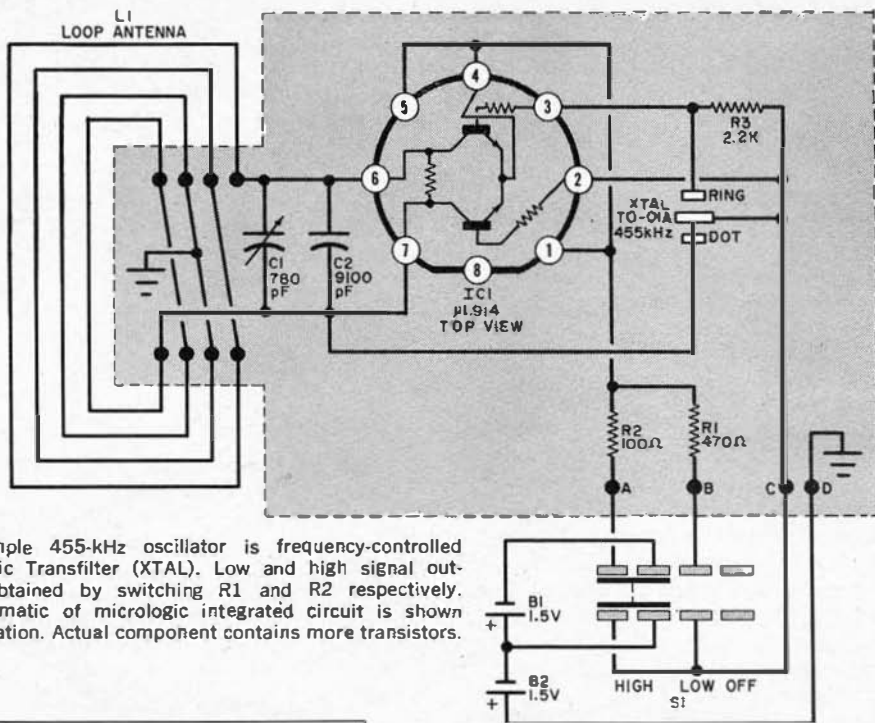 L1
LOOP ANTENNA
4
5
3
6
2
7
1
8
R3
2.2K
RING
XTAL
TO-01A
455kHz
DOT
C1
780
pF
C2
9100
pF
IC1
µL914
TOP VIEW
R2
100Ω
R1
470Ω
A
B
C
D
mple 455-kHz oscillator is frequency-controlled
ic Transfilter (XTAL). Low and high signal out-
btained by switching R1 and R2 respectively.
matic of micrologic integrated circuit is shown
ation. Actual component contains more transistors.
B1
1.5V
+
B2
1.5V
+
HIGH LOW OFF
S1